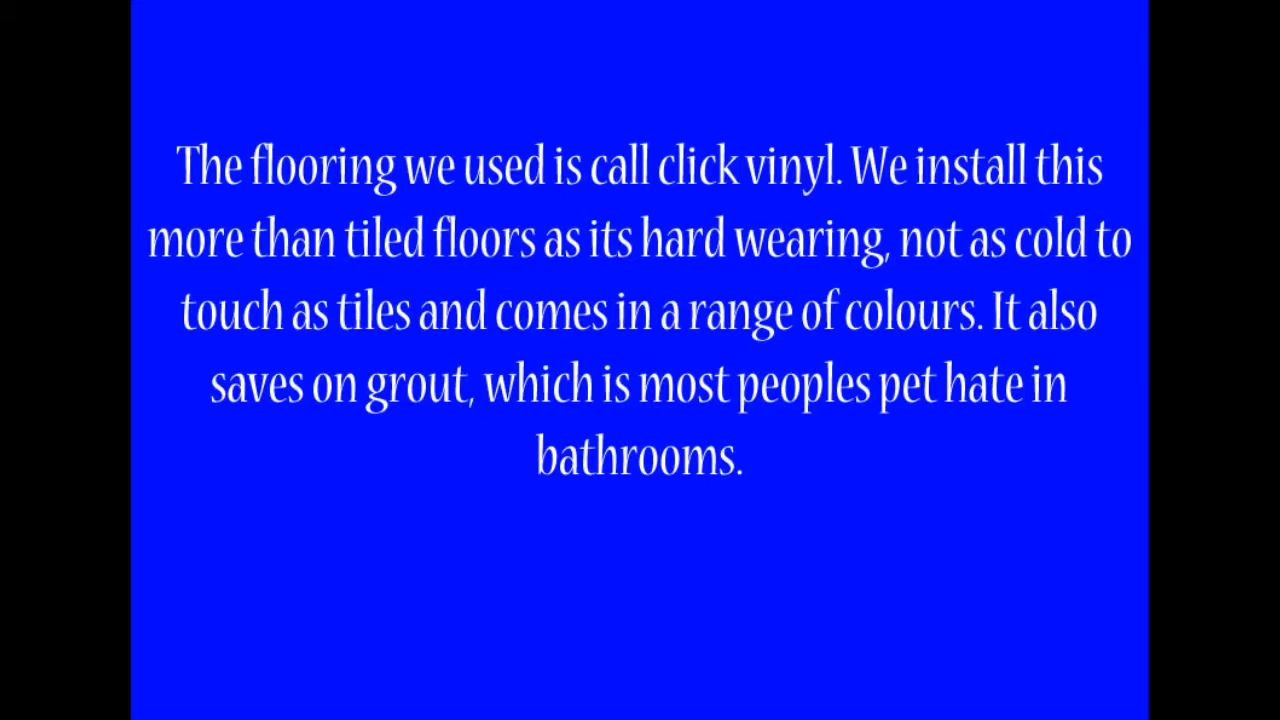 The flooring we used is call click vinyl. We install this
more than tiled floors as its hard wearing, not as cold to
touch as tiles and comes in a range of colours. It also
saves on grout, which is most peoples pet hate in
bathrooms.